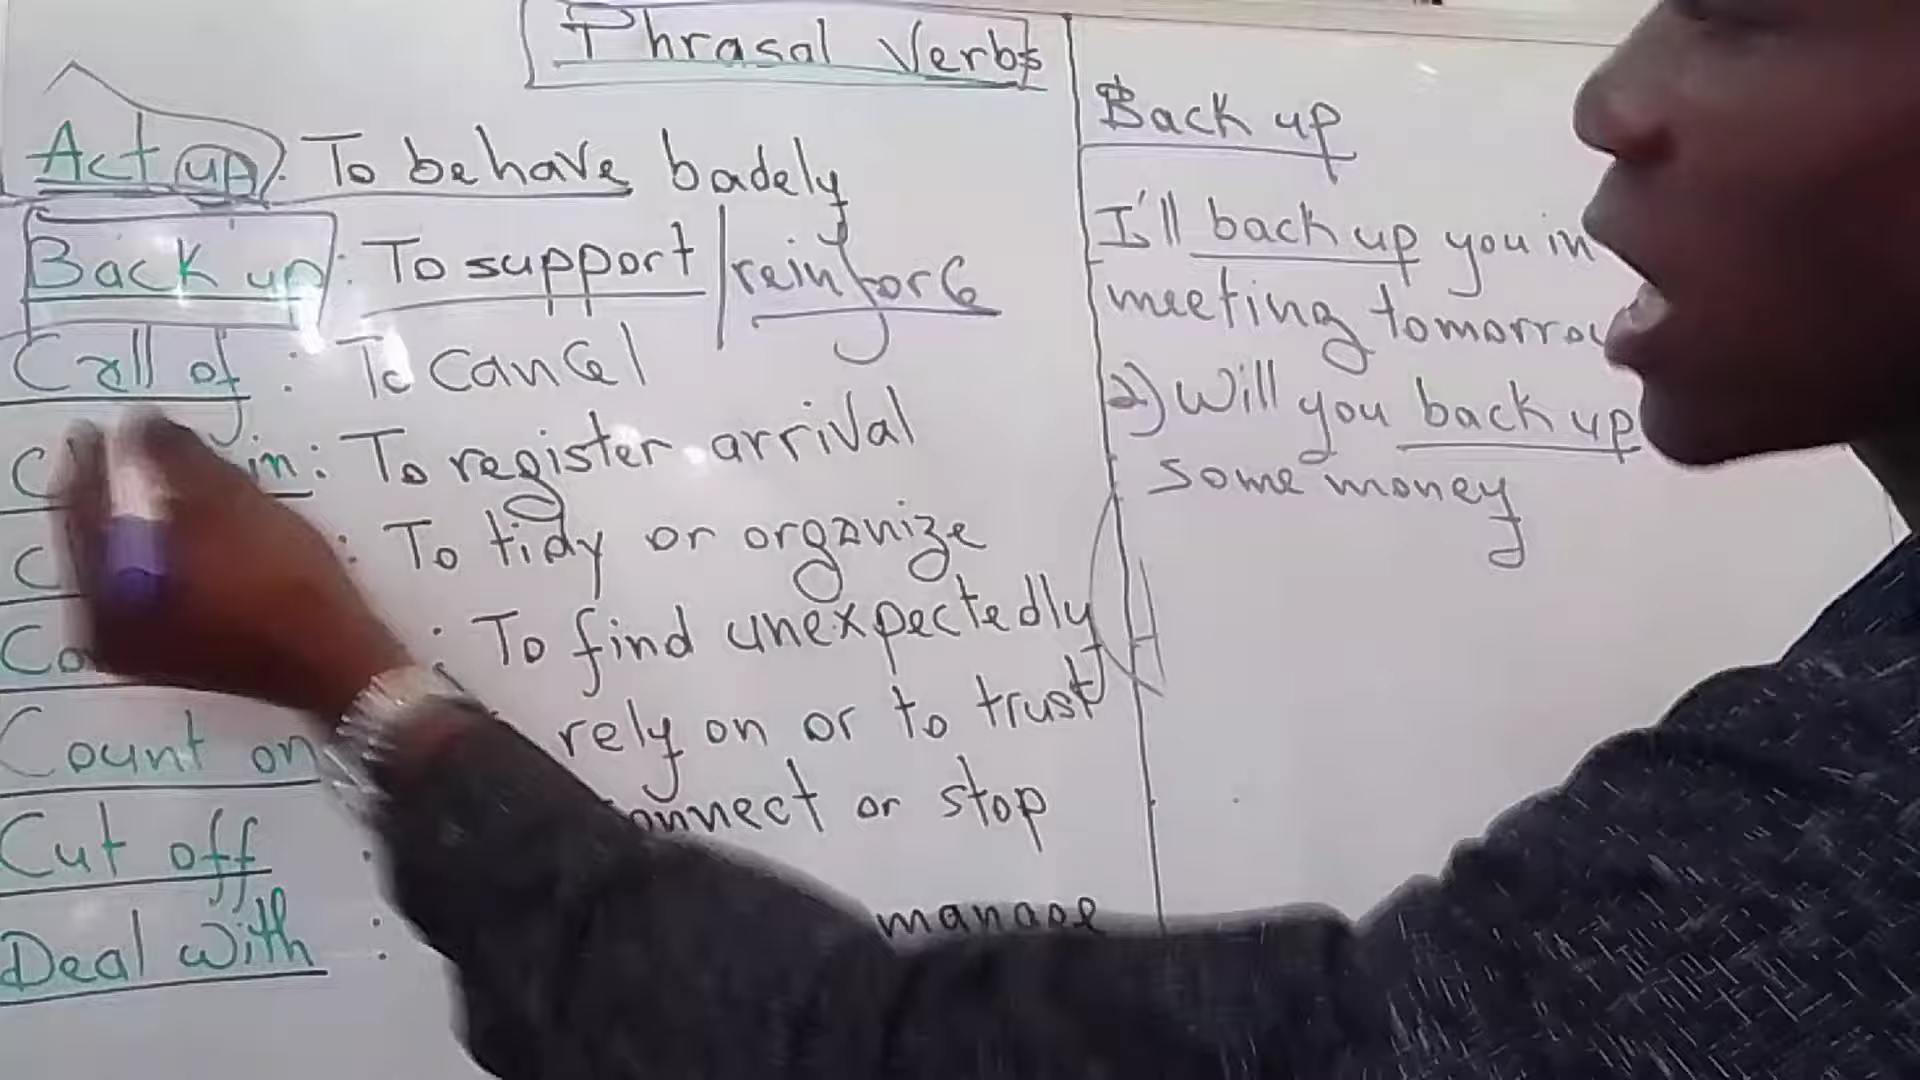 Phrasal Verbs
Act up: To behave badely
Back up: To support / reinforce
Call of : To cancel
in: To register arrival
: To tidy or organize
: To find unexpectedly
Count on rely on or to trust
Cut off : or stop
Deal with : manage
Back up
I'll back up you in
meeting
2) Will you back up
some money